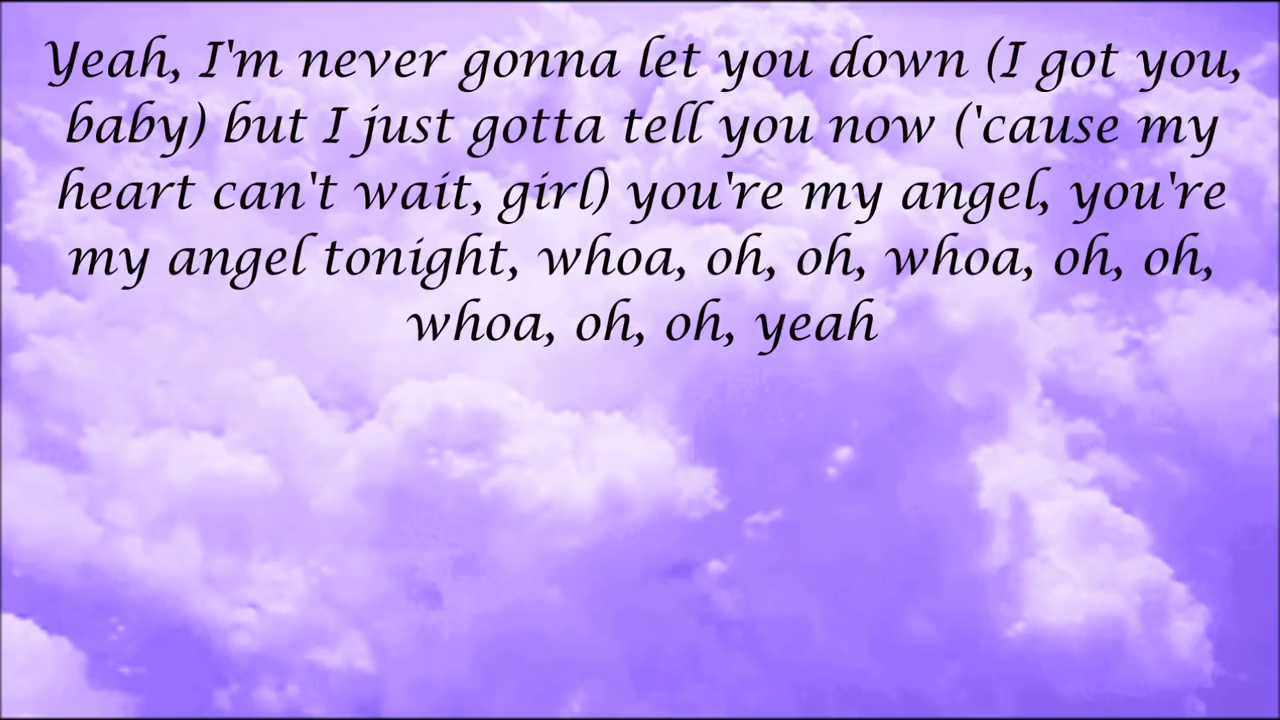 Yeah, I'm never gonna let you down (I got you,
baby) but I just gotta tell you now ('cause my
heart can't wait, girl) you're my angel, you're
my angel tonight, whoa, oh, oh, whoa, oh, oh,
whoa, oh, oh, yeah